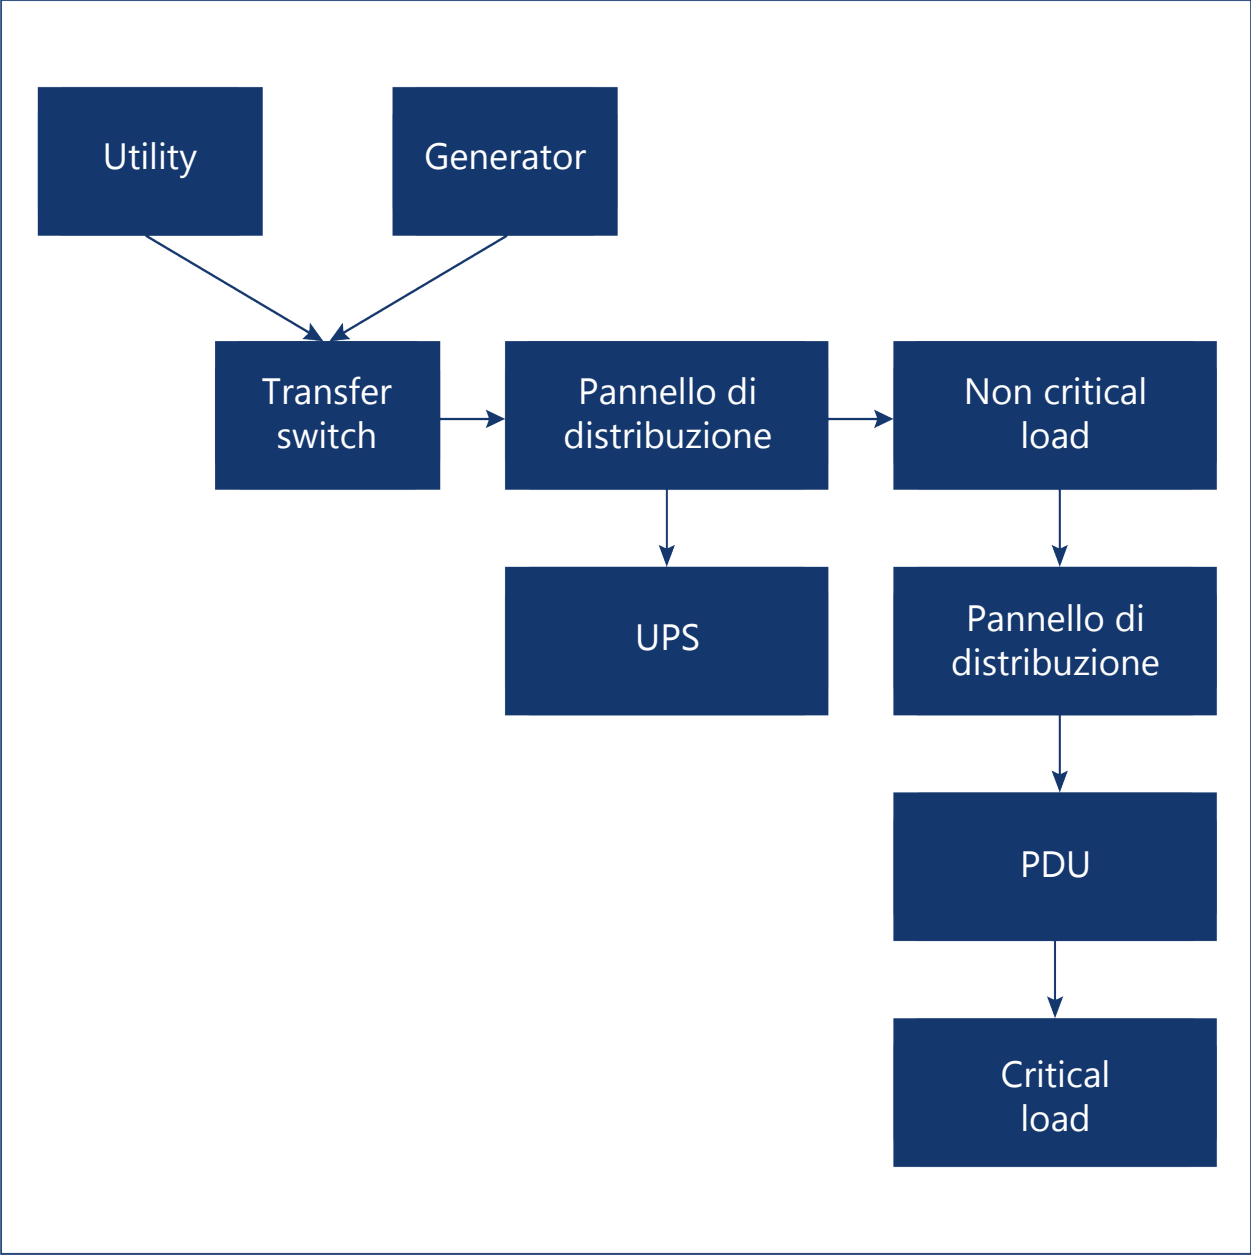 Utility
Generator
Transfer
switch
Pannello di
distribuzione
Non critical
load
UPS
Pannello di
distribuzione
PDU
Critical
load